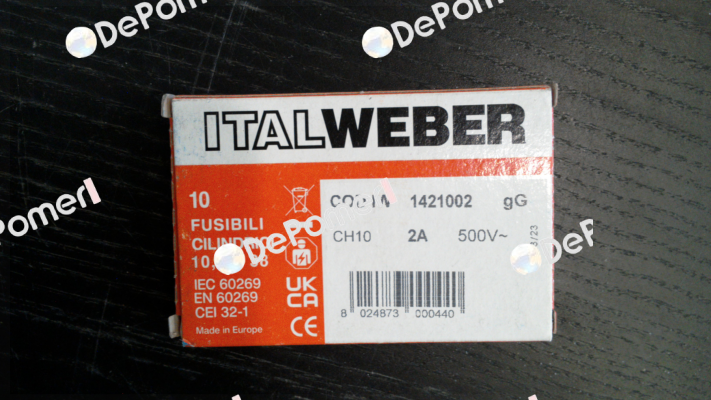 DePomerl
DePomerl
ITALWEBER
10
FUSIBILI
IEC 60269
EN 60269
CEI 32-1
Made in Europe
UK
CA
CE
1421002 gG
CH10 2A 500V~
8 024873 000440